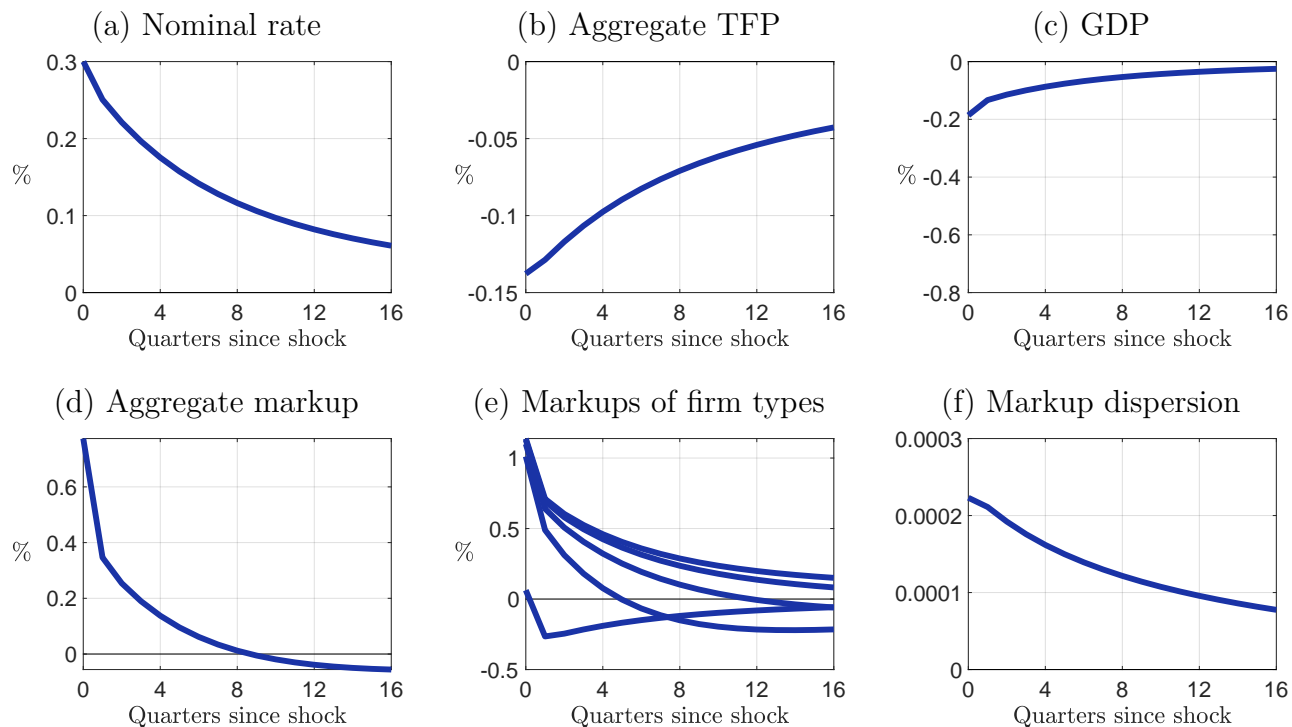 (a) Nominal rate
0.3
0.2
%
0.1
0
0 4 8 12 16
Quarters since shock
(b) Aggregate TFP
0
-0.05
%
-0.1
-0.15
0 4 8 12 16
Quarters since shock
(c) GDP
0
-0.2
%
-0.4
-0.6
-0.8
0 4 8 12 16
Quarters since shock
(d) Aggregate markup
0.6
%
0.4
0.2
0
0 4 8 12 16
Quarters since shock
(e) Markups of firm types
1
%
0.5
0
-0.5
0 4 8 12 16
Quarters since shock
(f) Markup dispersion
0.0003
0.0002
0.0001
0
0 4 8 12 16
Quarters since shock